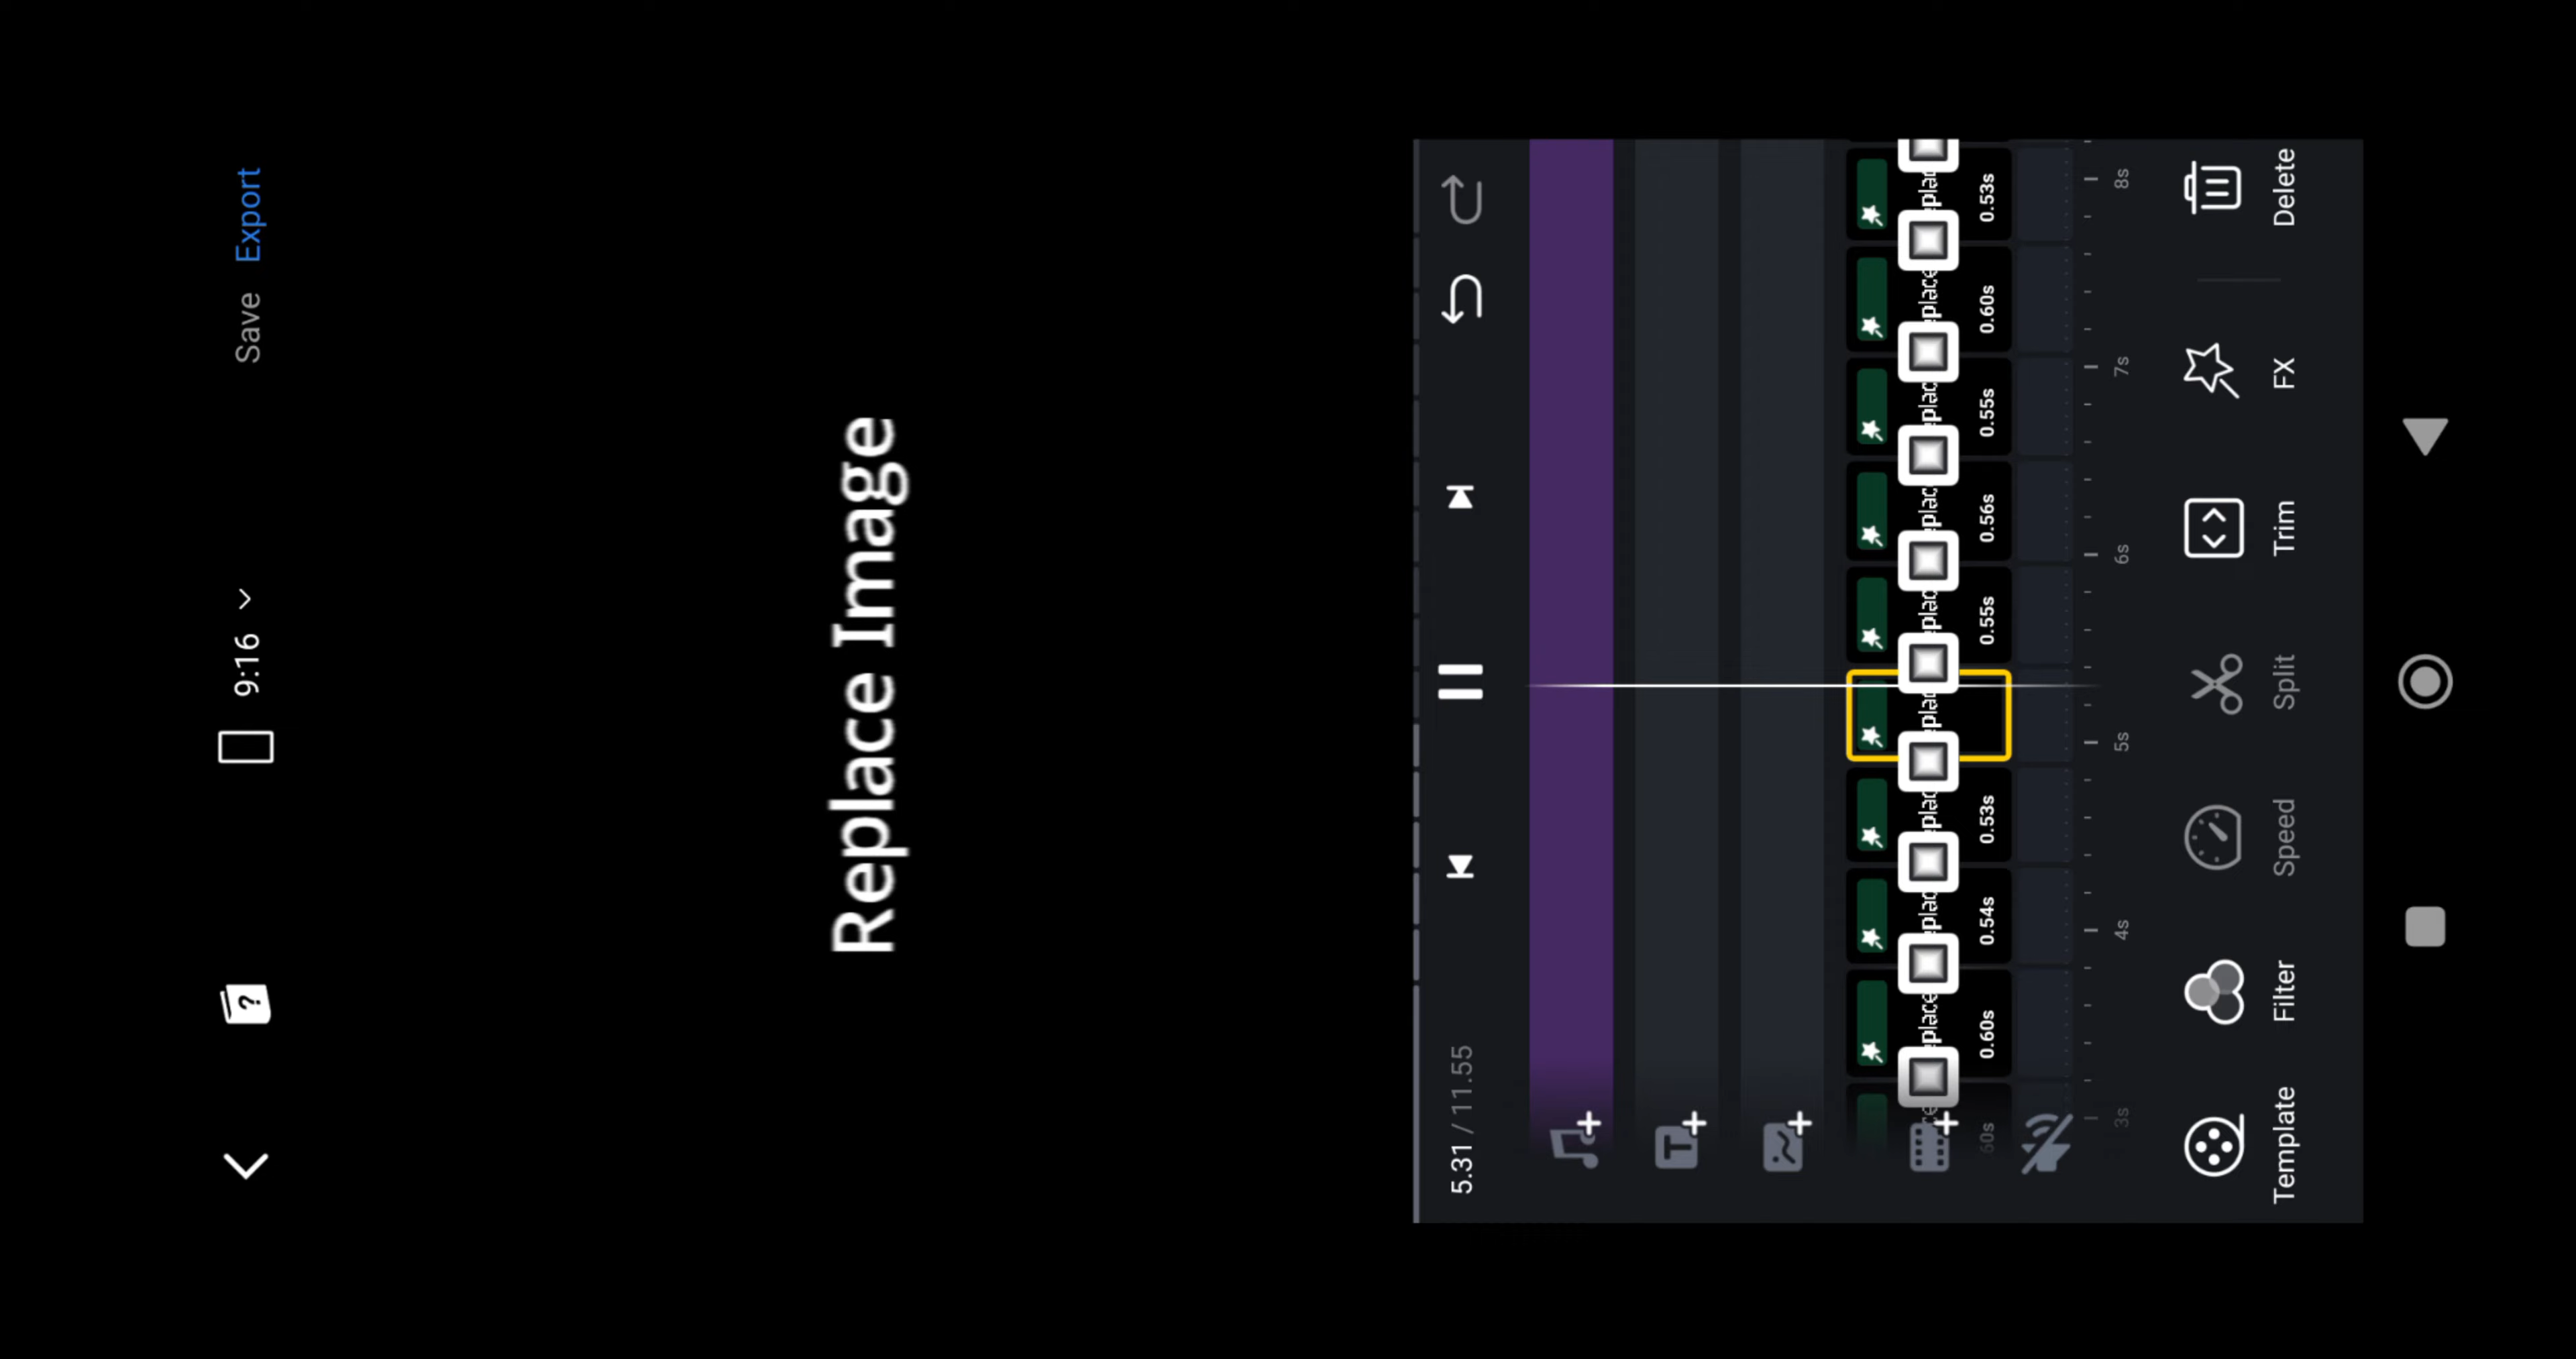 9:16
Save
Export
Replace Image
5.31 / 11.55
0.60s
0.54s
0.53s
0.55s
0.56s
0.55s
0.60s
0.53s
3s
4s
5s
6s
7s
8s
Template
Filter
Speed
Split
Trim
FX
Delete